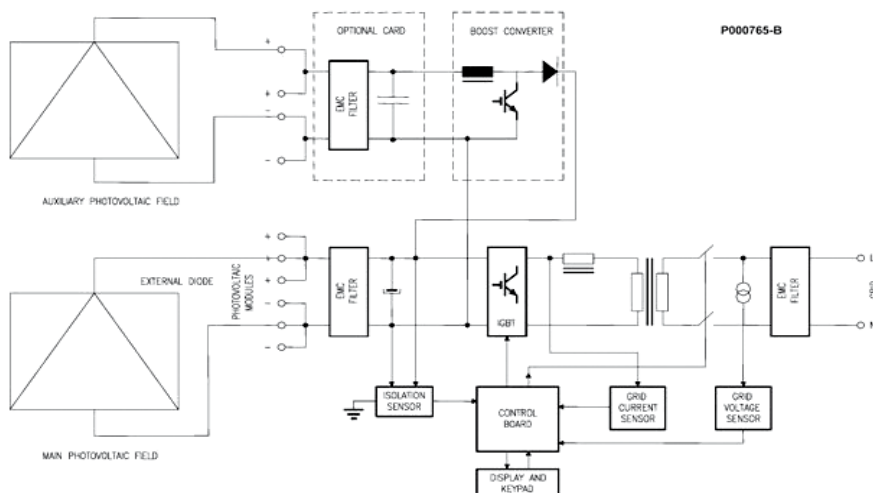 OPTIONAL CARD
BOOST CONVERTER
P000765-B
+
+
-
-
EMC
FILTER
AUXILIARY PHOTOVOLTAIC FIELD
+
+
+
-
-
-
EXTERNAL DIODE
PHOTOVOLTAIC
MODULES
EMC
FILTER
IGBT
EMC
FILTER
L
N
ISOLATION
SENSOR
CONTROL
BOARD
GRID
CURRENT
SENSOR
GRID
VOLTAGE
SENSOR
MAIN PHOTOVOLTAIC FIELD
DISPLAY AND
KEYPAD